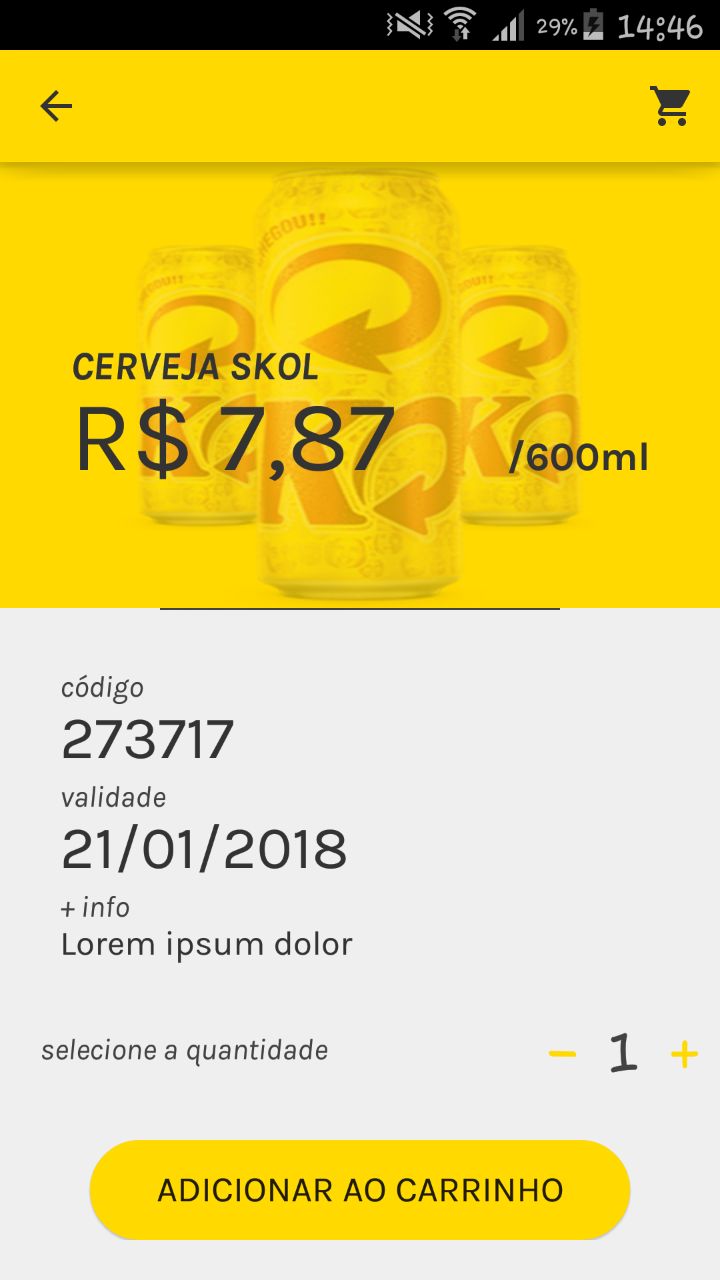 29% 14:46
CHEGOU!!
CERVEJA SKOL
R$ 7,87 /600ml
código
273717
validade
21/01/2018
+ info
Lorem ipsum dolor
selecione a quantidade
− 1 +
ADICIONAR AO CARRINHO